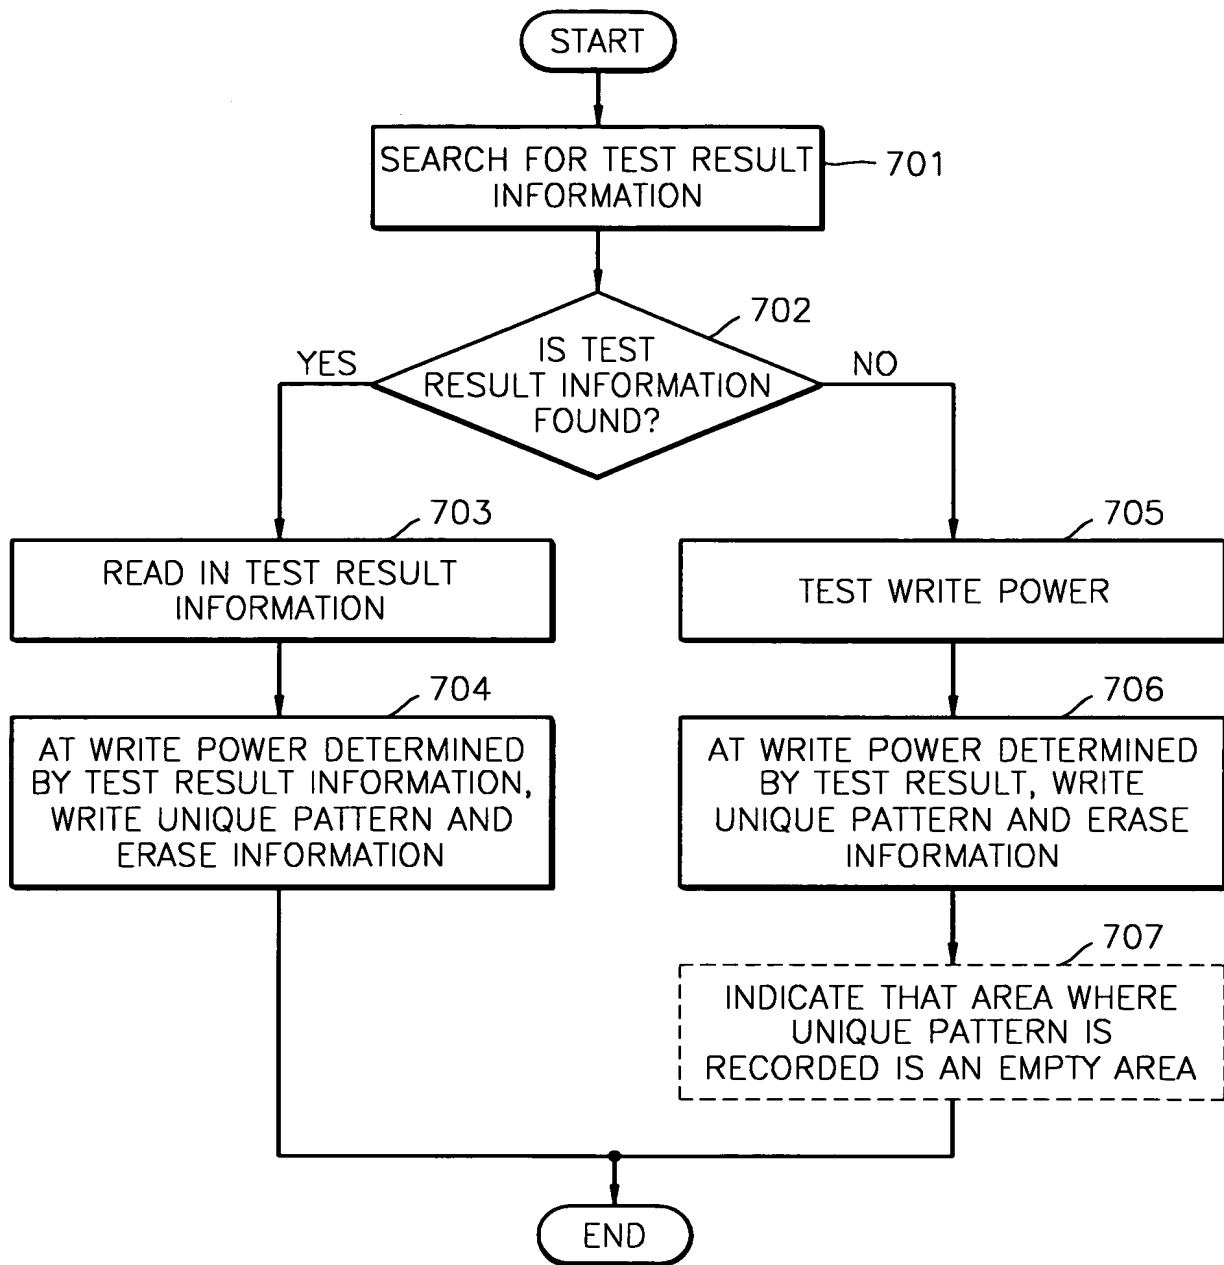 START
SEARCH FOR TEST RESULT
INFORMATION
701
702
IS TEST
RESULT INFORMATION
FOUND?
YES
NO
703
READ IN TEST RESULT
INFORMATION
705
TEST WRITE POWER
704
AT WRITE POWER DETERMINED
BY TEST RESULT INFORMATION,
WRITE UNIQUE PATTERN AND
ERASE INFORMATION
706
AT WRITE POWER DETERMINED
BY TEST RESULT, WRITE
UNIQUE PATTERN AND ERASE
INFORMATION
707
INDICATE THAT AREA WHERE
UNIQUE PATTERN IS
RECORDED IS AN EMPTY AREA
END